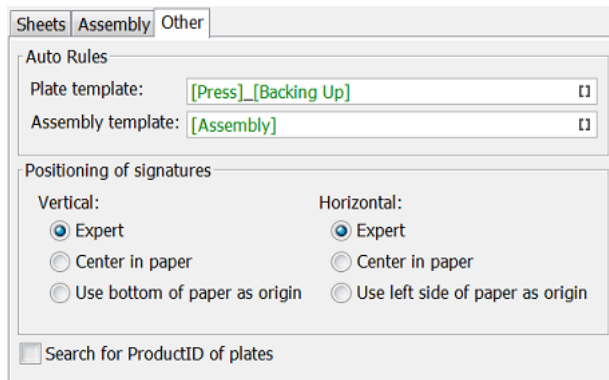 Sheets Assembly Other
Auto Rules
Plate template: [Press]_[Backing Up] []
Assembly template: [Assembly] []
Positioning of signatures
Vertical: Horizontal:
Expert Expert
Center in paper Center in paper
Use bottom of paper as origin Use left side of paper as origin
Search for ProductID of plates